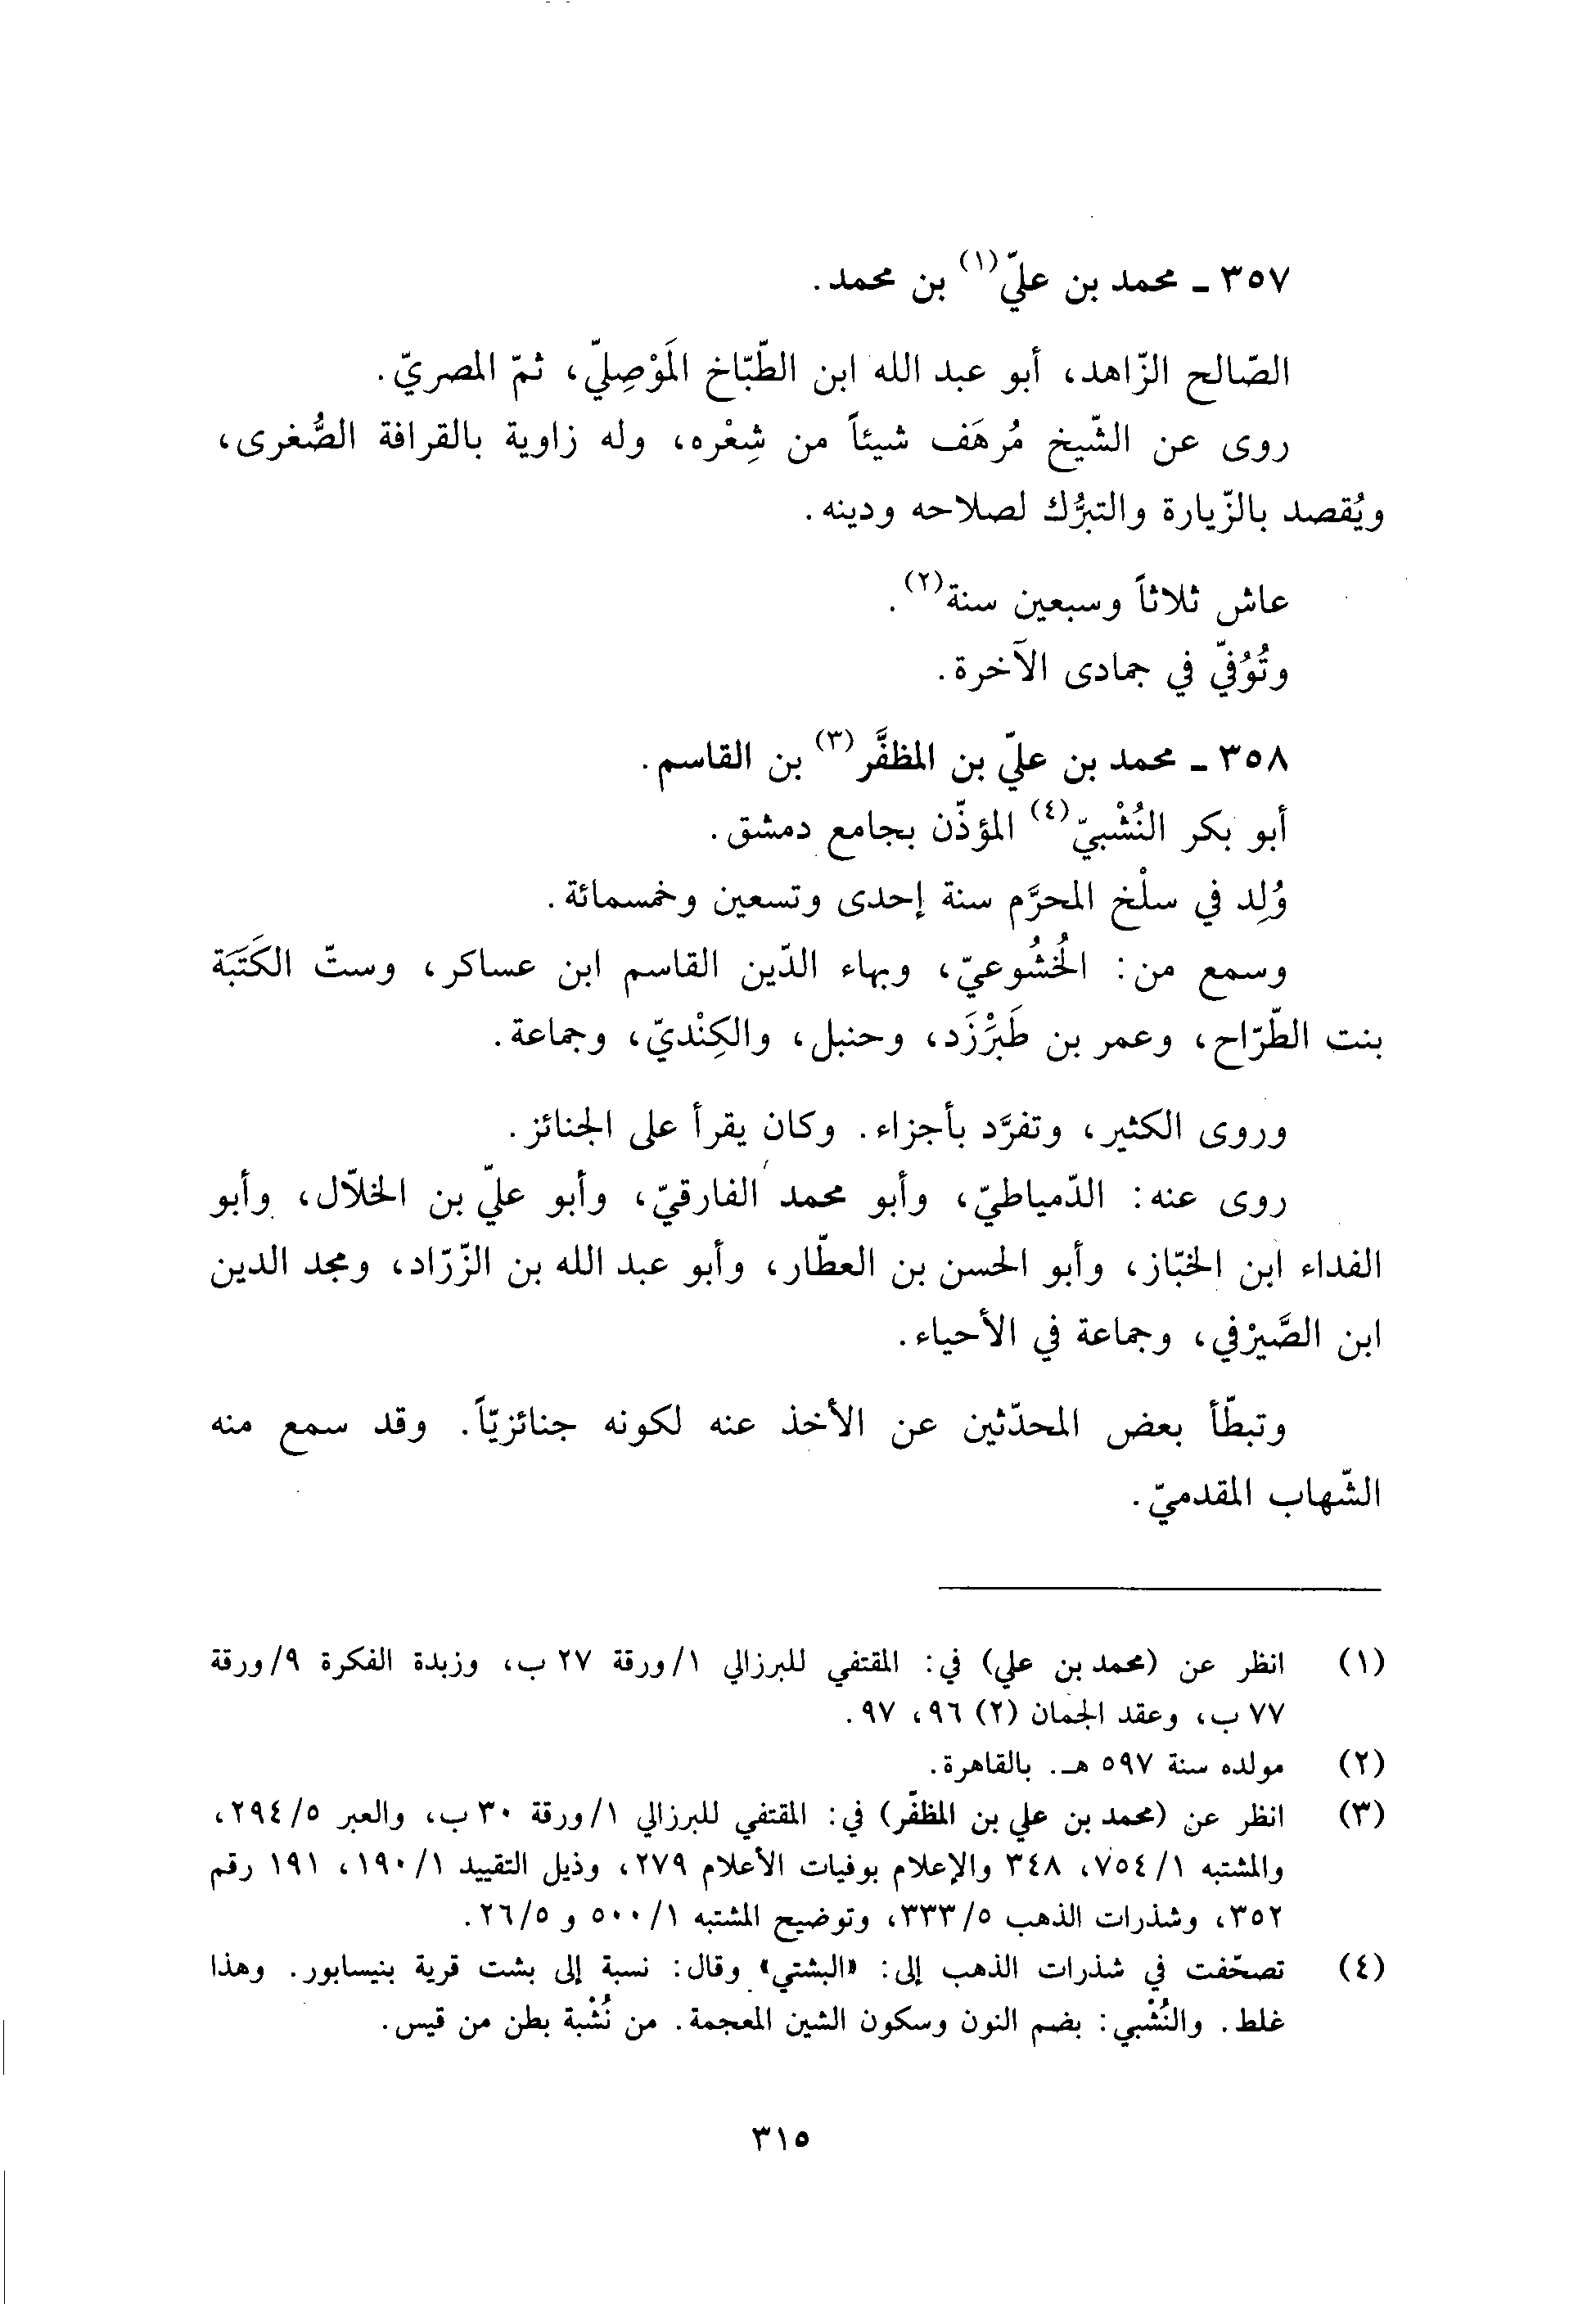 ٣٥٧ ـ محمد بن عليّ(١) بن محمد.
الصّالح الزّاهد، أبو عبد الله ابن الطّبّاخ المَوْصِليّ، ثمّ المصريّ.
روى عن الشّيخ مُرهَف شيئاً من شِعْره، وله زاوية بالقرافة الصُّغرى،
ويُقصد بالزّيارة والتبرُّك لصلاحه ودينه.
عاش ثلاثاً وسبعين سنة(٢).
وتُوُفيّ في جمادى الآخرة.
٣٥٨ ـ محمد بن عليّ بن المظفَّر(٣) بن القاسم.
أبو بكر النُشْبيّ(٤) المؤذّن بجامع دمشق.
وُلِد في سلْخ المحرَّم سنة إحدى وتسعين وخمسمائة.
وسمع من: الخُشُوعيّ، وبهاء الدّين القاسم ابن عساكر، وستّ الكَتَبَة
بنت الطّرّاح، وعمر بن طَبَرْزَد، وحنبل، والكِنْديّ، وجماعة.
وروى الكثير، وتفرَّد بأجزاء. وكان يقرأ على الجنائز.
روى عنه: الدّمياطيّ، وأبو محمد الفارقيّ، وأبو عليّ بن الخلّال، وأبو
الفداء ابن الخبّاز، وأبو الحسن بن العطّار، وأبو عبد الله بن الزّرّاد، ومجد الدين
ابن الصَّيْرْفي، وجماعة في الأحياء.
وتبطّأ بعض المحدّثين عن الأخذ عنه لكونه جنائزيّاً. وقد سمع منه
الشّهاب المقدميّ.
(١) انظر عن (محمد بن علي) في: المقتفي للبرزالي ١/ورقة ٢٧ ب، وزبدة الفكرة ٩/ورقة
٧٧ ب، وعقد الجمان (٢) ٩٦، ٩٧.
(٢) مولده سنة ٥٩٧ هـ. بالقاهرة.
(٣) انظر عن (محمد بن علي بن المظفّر) في: المقتفي للبرزالي ١/ورقة ٣٠ ب، والعبر ٥/٢٩٤،
والمشتبه ١/٧٥٤، ٣٤٨ والإعلام بوفيات الأعلام ٢٧٩، وذيل التقييد ١/١٩٠، ١٩١ رقم
٣٥٢، وشذرات الذهب ٥/٣٣٣، وتوضيح المشتبه ١/٥٠٠ و ٥/٢٦.
(٤) تصحّفت في شذرات الذهب إلى: «البشتي» وقال: نسبة إلى بشت قرية بنيسابور. وهذا
غلط. والنُشْبي: بضم النون وسكون الشين المعجمة. من نُشْبة بطن من قيس.
٣١٥